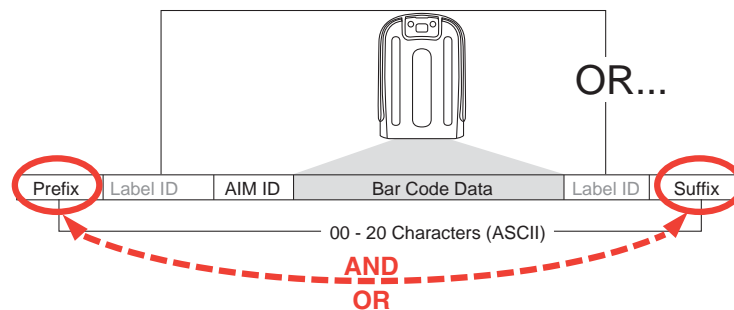 OR...
Prefix Label ID AIM ID Bar Code Data Label ID Suffix
00 - 20 Characters (ASCII)
AND
OR